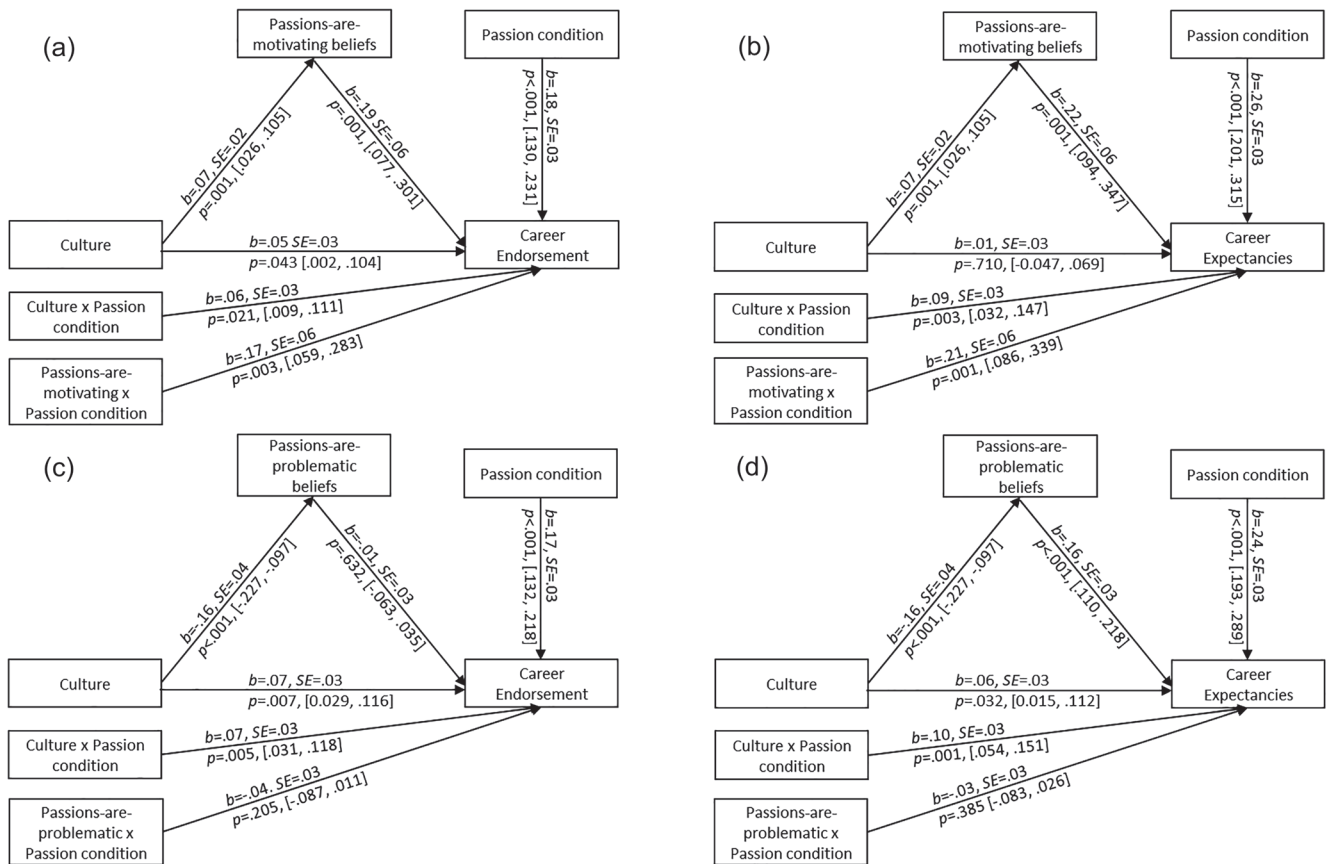 (a)
Passions-are-
motivating beliefs
Passion condition
b=.07, SE=.02
p=.001, [.026, .105]
b=.19 SE=.06
p=.001, [.077, .301]
b=.18, SE=.03
p<.001, [.130, .231]
Culture
b=.05 SE=.03
p=.043 [.002, .104]
Career
Endorsement
Culture x Passion
condition
b=.06, SE=.03
p=.021, [.009, .111]
Passions-are-
motivating x
Passion condition
b=.17, SE=.06
p=.003, [.059, .283]
(b)
Passions-are-
motivating beliefs
Passion condition
b=.07, SE=.02
p=.001, [.026, .105]
b=.22, SE=.06
p=.001, [.094, .347]
b=.26, SE=.03
p<.001, [.201, .315]
Culture
b=.01, SE=.03
p=.710, [-0.047, .069]
Career
Expectancies
Culture x Passion
condition
b=.09, SE=.03
p=.003, [.032, .147]
Passions-are-
motivating x
Passion condition
b=.21, SE=.06
p=.001, [.086, .339]
(c)
Passions-are-
problematic
beliefs
Passion condition
b=-.16, SE=.04
p<.001, [-.227, -.097]
b=-.01, SE=.03
p=.632, [-.063, .035]
b=.17, SE=.03
p<.001, [.132, .218]
Culture
b=.07, SE=.03
p=.007, [0.029, .116]
Career
Endorsement
Culture x Passion
condition
b=.07, SE=.03
p=.005, [.031, .118]
Passions-are-
problematic x
Passion condition
b=-.04. SE=.03
p=.205, [-.087, .011]
(d)
Passions-are-
problematic
beliefs
Passion condition
b=-.16, SE=.04
p<.001, [-.227, -.097]
b=.16, SE=.03
p<.001, [.110, .218]
b=.24, SE=.03
p<.001, [.193, .289]
Culture
b=.06, SE=.03
p=.032, [0.015, .112]
Career
Expectancies
Culture x Passion
condition
b=.10, SE=.03
p=.001, [.054, .151]
Passions-are-
problematic x
Passion condition
b=-.03, SE=.03
p=.385 [-.083, .026]